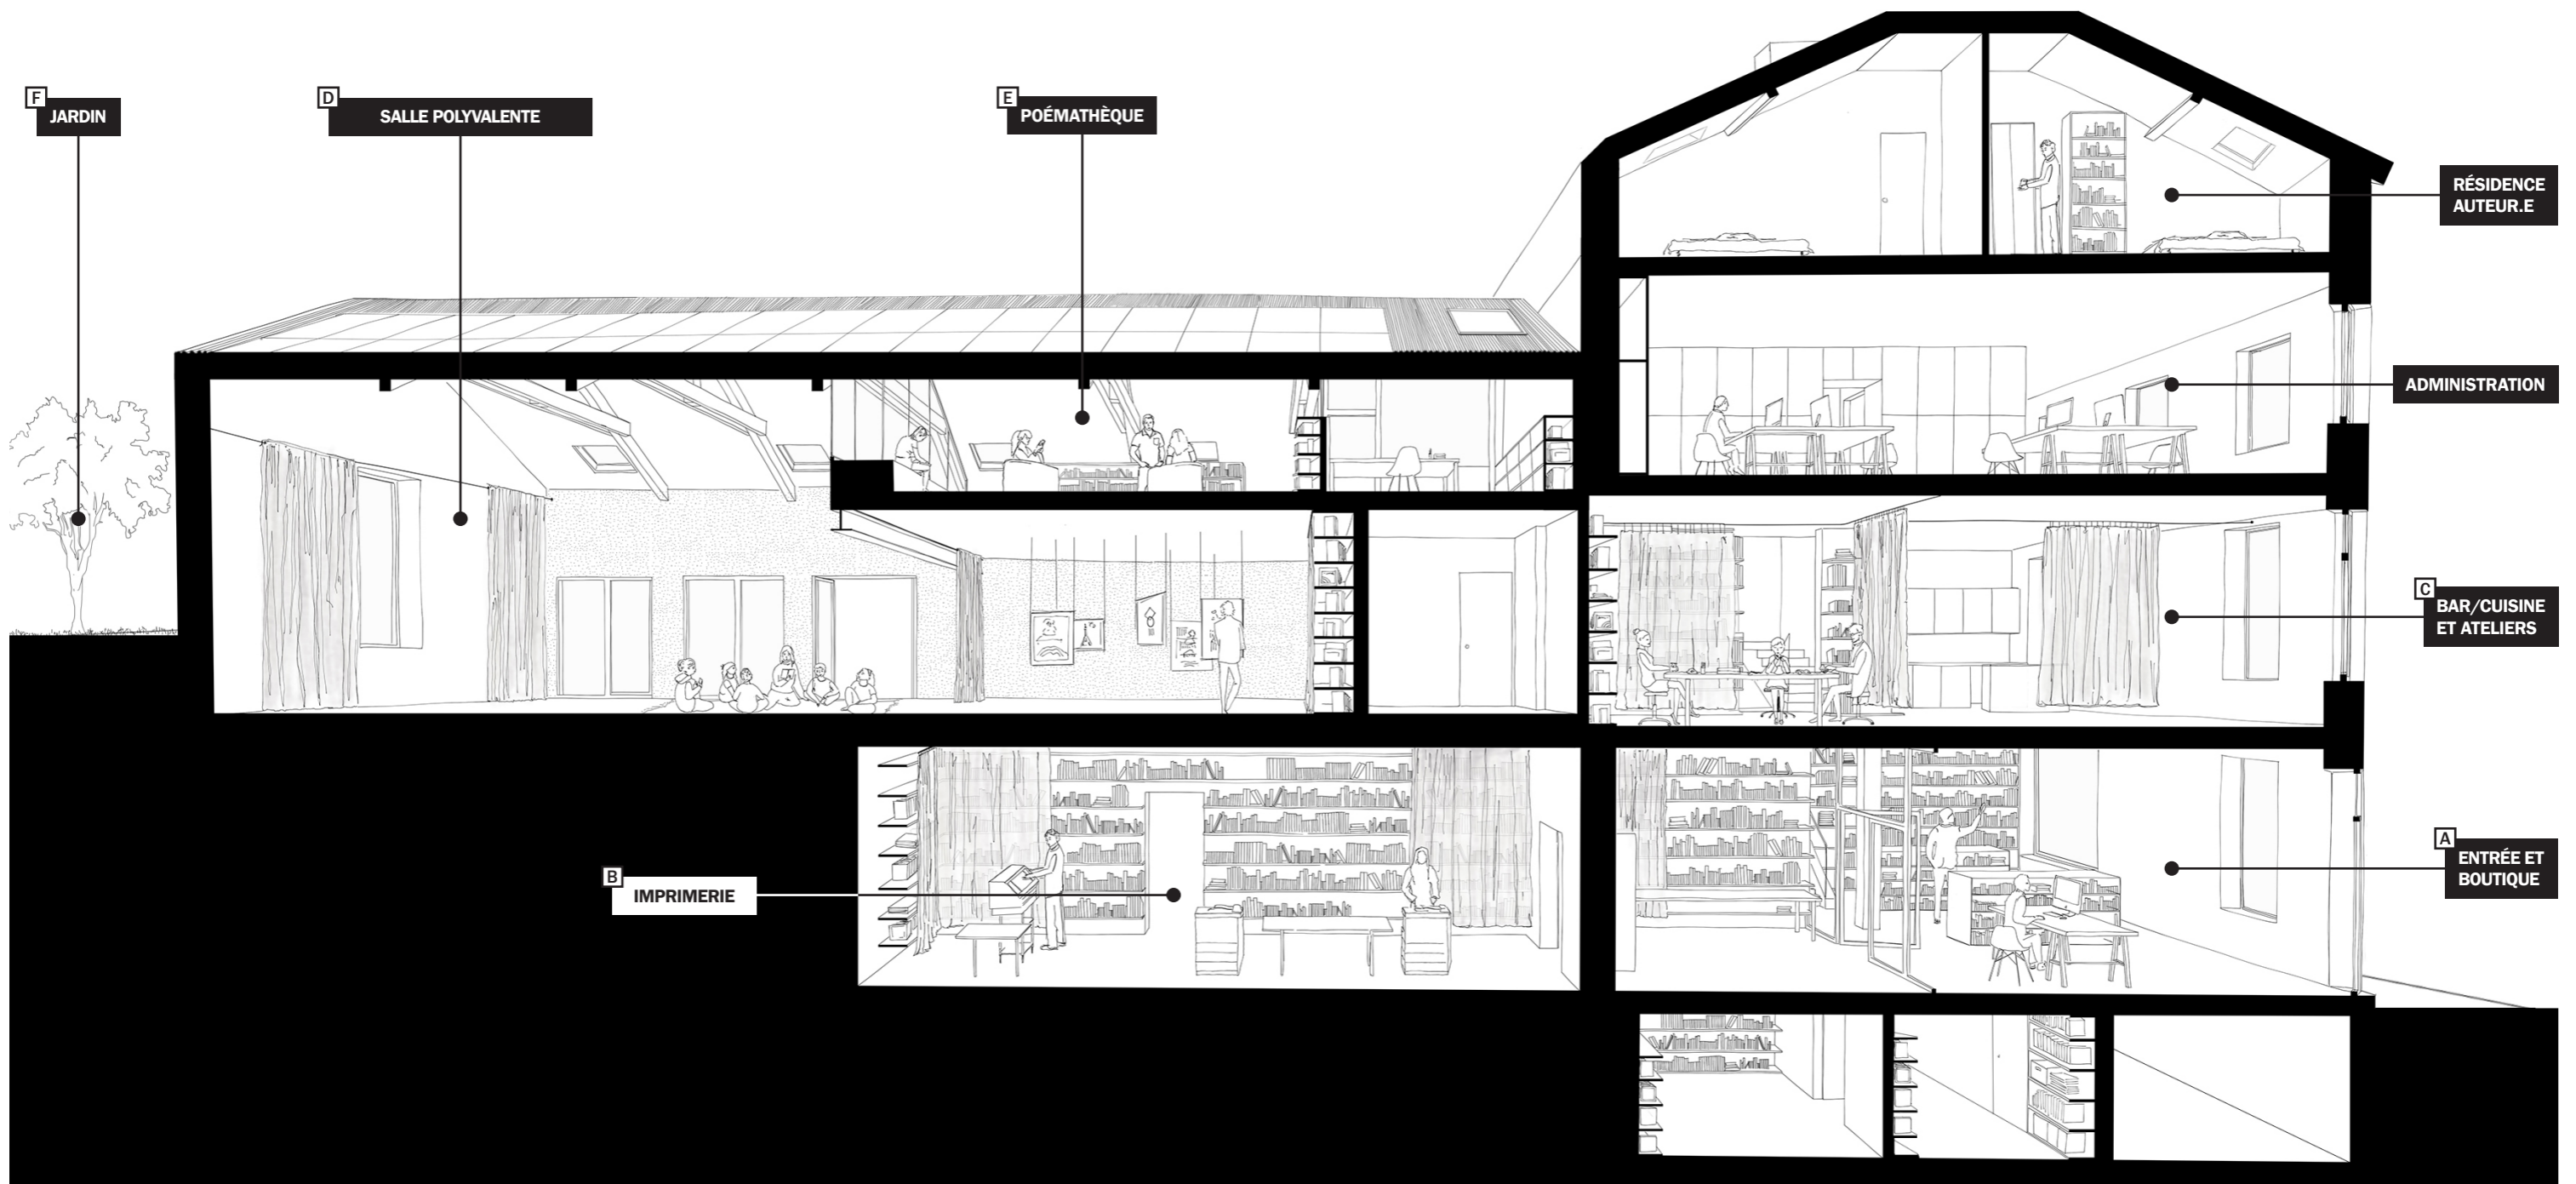 F
JARDIN
D
SALLE POLYVALENTE
E
POÉMATHÈQUE
RÉSIDENCE
AUTEUR.E
ADMINISTRATION
C
BAR/CUISINE
ET ATELIERS
A
ENTRÉE ET
BOUTIQUE
B
IMPRIMERIE